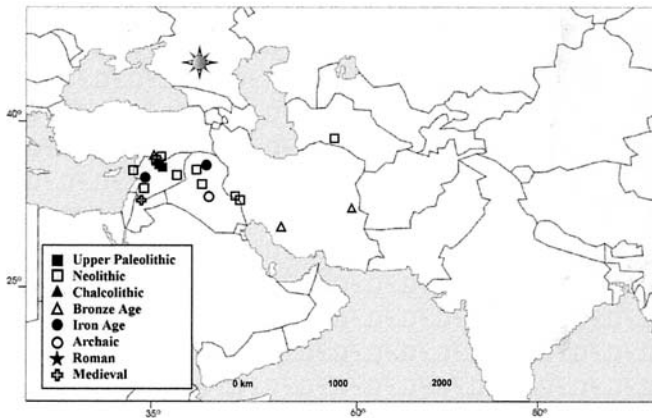 40°
25°
Upper Paleolithic
Neolithic
Chalcolithic
Bronze Age
Iron Age
Archaic
Roman
Medieval
0 km 1000 2000
35° 60° 80°